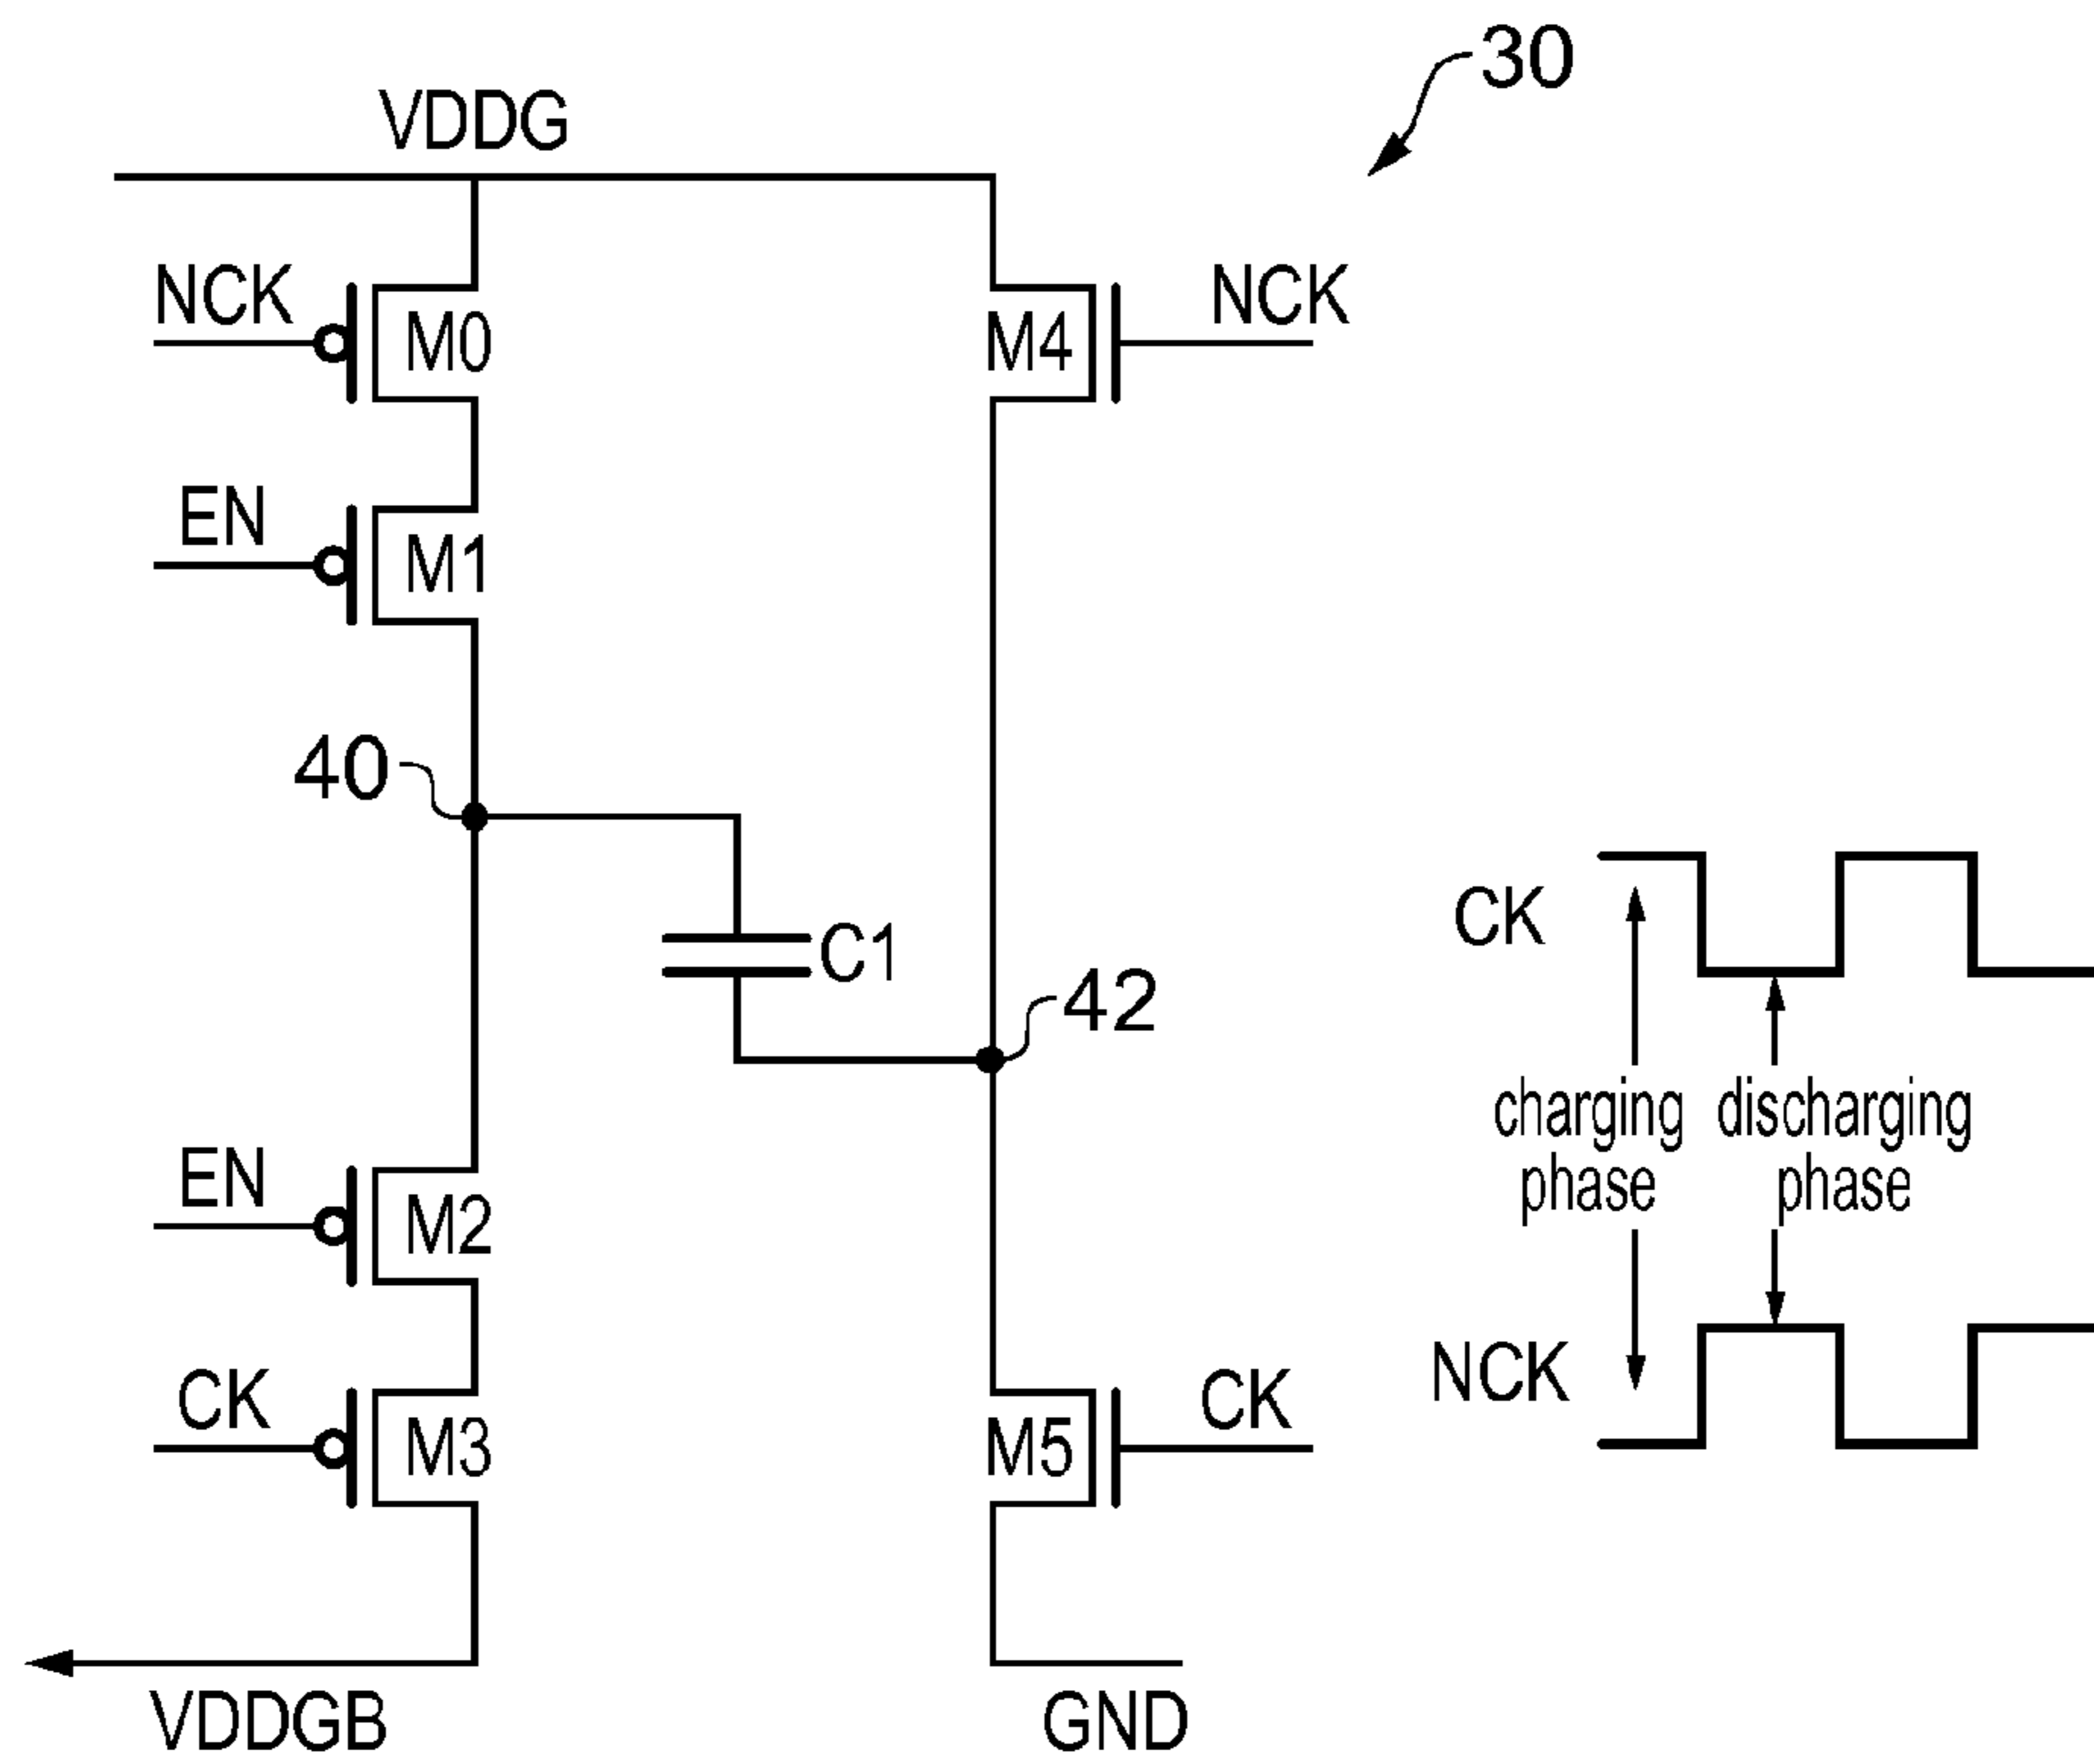 30
VDDG
NCK
M0
M4
NCK
EN
M1
40
C1
42
CK
charging phase
discharging phase
EN
M2
NCK
CK
M3
M5
CK
VDDGB
GND